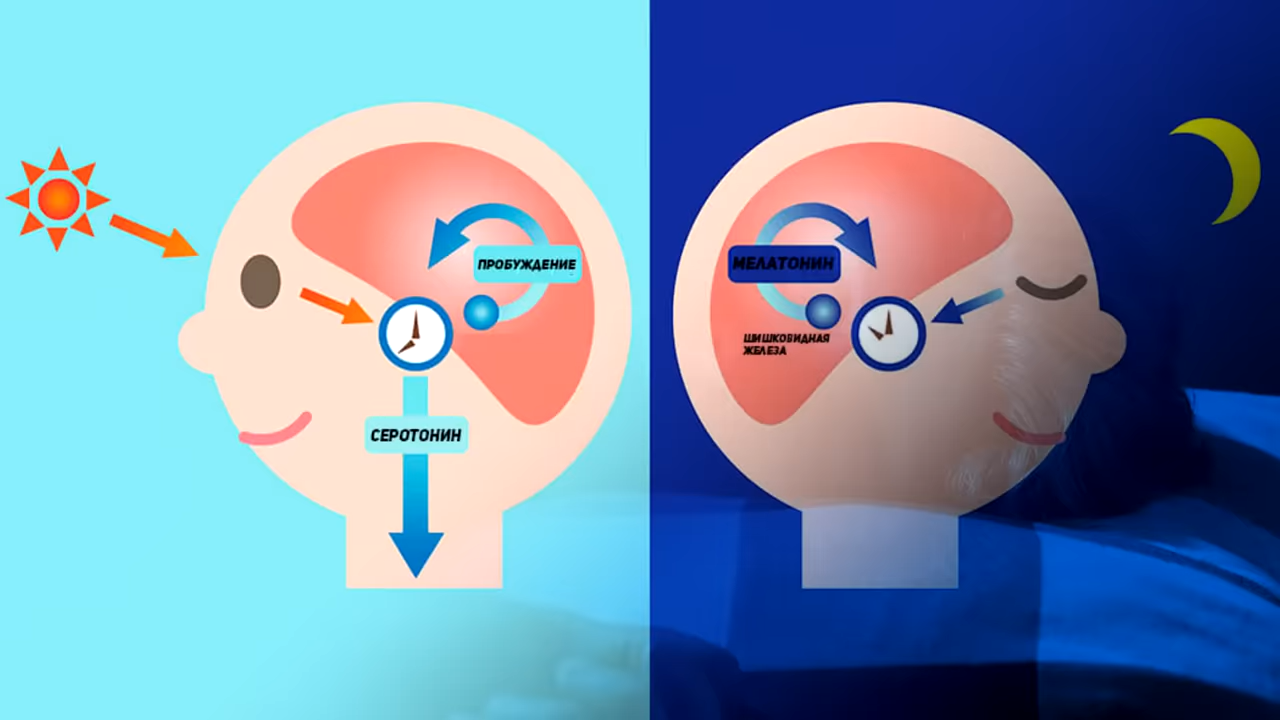 ПРОБУЖДЕНИЕ
СЕРОТОНИН
МЕЛАТОНИН
ШИШКОВИДНАЯ
ЖЕЛЕЗА